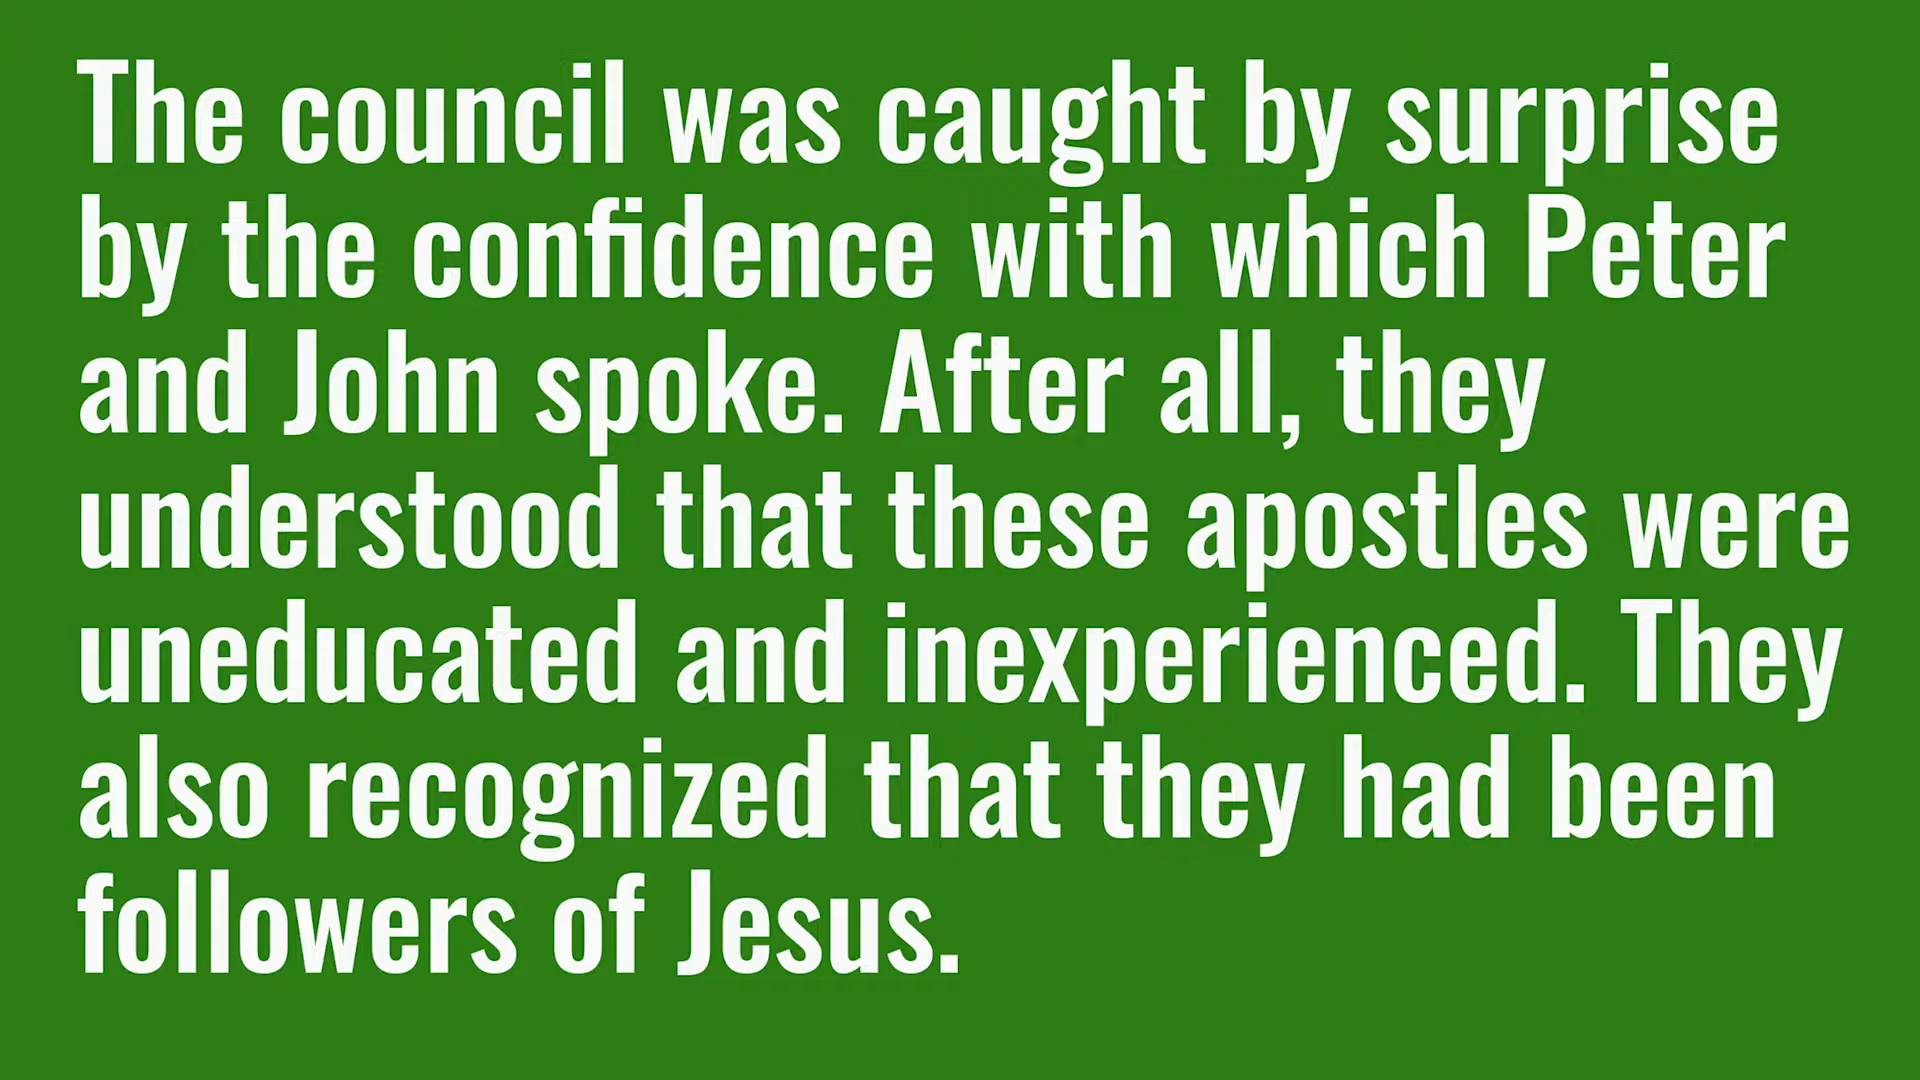 The council was caught by surprise
by the confidence with which Peter
and John spoke. After all, they
understood that these apostles were
uneducated and inexperienced. They
also recognized that they had been
followers of Jesus.